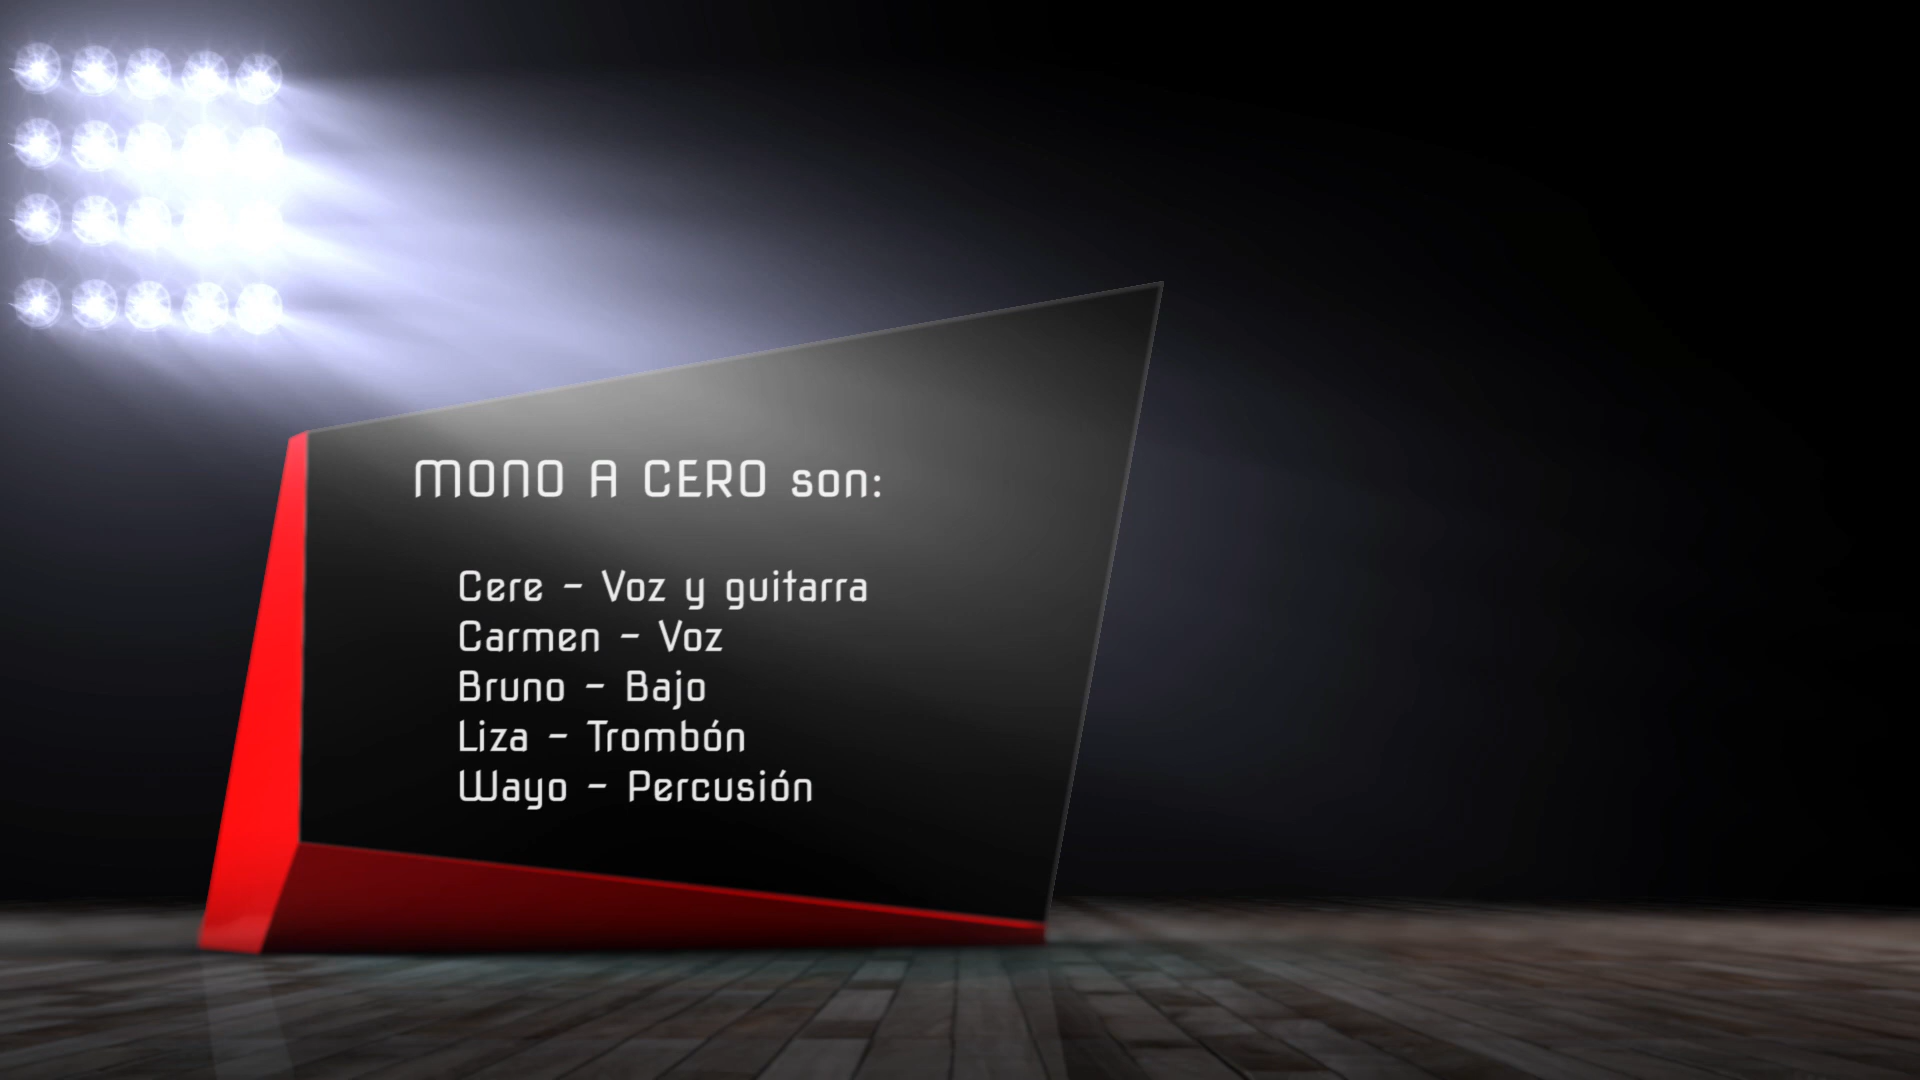 MONO A CERO son:
Cere - Voz y guitarra
Carmen - Voz
Bruno - Bajo
Liza - Trombón
Wayo - Percusión